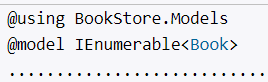 @using BookStore.Models
@model IEnumerable<Book>
............................